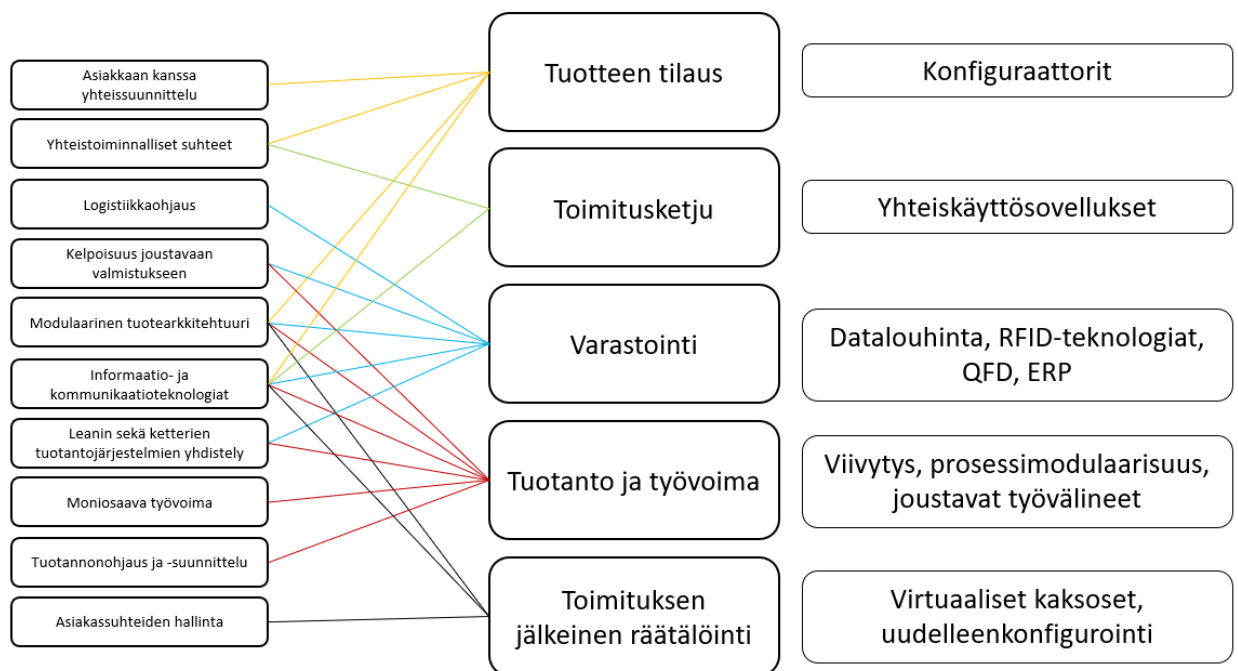 Asiakkaan kanssa
yhteissuunnittelu
Yhteistoiminnalliset suhteet
Logistiikkaohjaus
Kelpoisuus joustavaan
valmistukseen
Modulaarinen tuotearkkitehtuuri
Informaatio- ja
kommunikaatioteknologiat
Leanin sekä ketterien
tuotantojärjestelmien yhdistely
Moniosaava työvoima
Tuotannonohjaus ja -suunnittelu
Asiakassuhteiden hallinta
Tuotteen tilaus
Toimitusketju
Varastointi
Tuotanto ja työvoima
Toimituksen
jälkeinen räätälöinti
Konfiguraattorit
Yhteiskäyttösovellukset
Datalouhinta, RFID-teknologiat,
QFD, ERP
Viivytys, prosessimodulaarisuus,
joustavat työvälineet
Virtuaaliset kaksoset,
uudelleenkonfigurointi